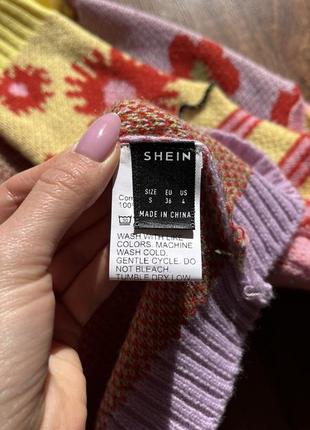 SHEIN
SIZE EU US
S 36 4
MADE IN CHINA
100%
WASH WITH LIKE
COLORS. MACHINE
WASH COLD.
GENTLE CYCLE. DO
NOT BLEACH.
TUMBLE DRY LOW